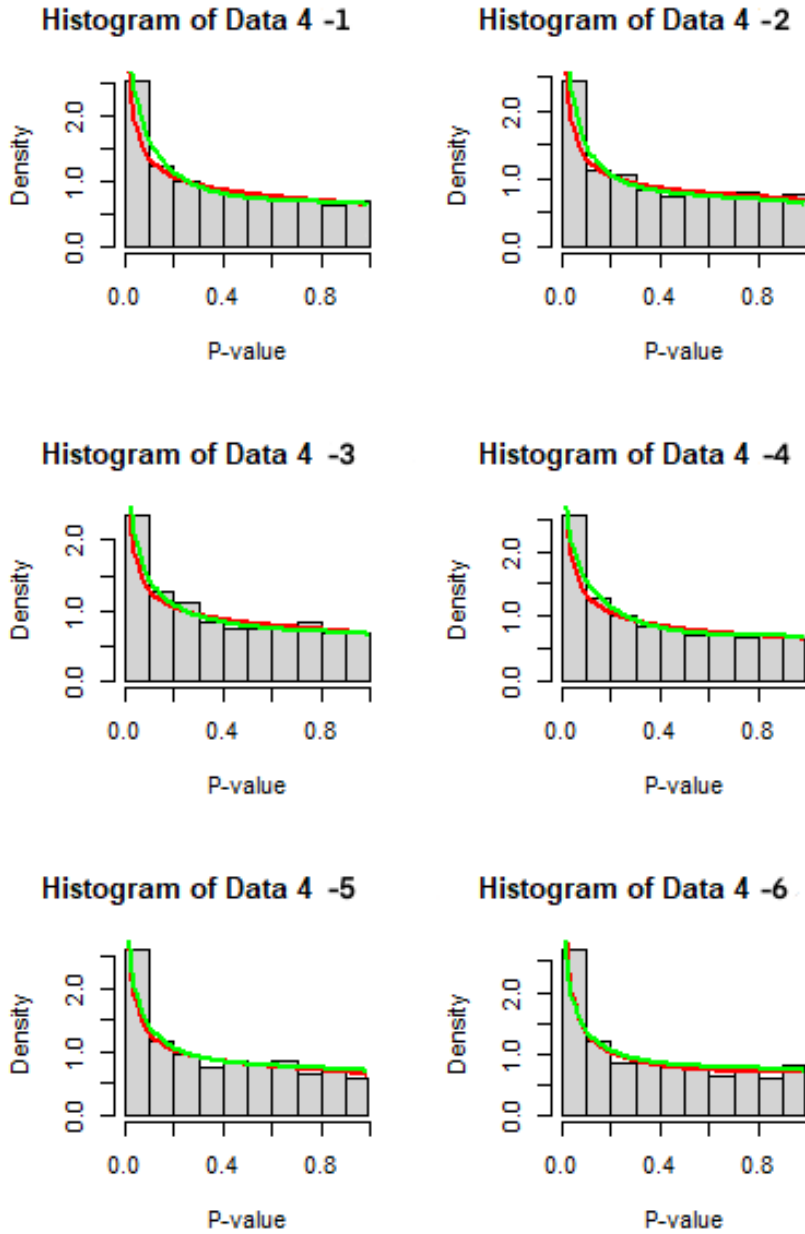 Histogram of Data 4 -1
Density
0.0 1.0 2.0
0.0 0.4 0.8
P-value
Histogram of Data 4 -2
Density
0.0 1.0 2.0
0.0 0.4 0.8
P-value
Histogram of Data 4 -3
Density
0.0 1.0 2.0
0.0 0.4 0.8
P-value
Histogram of Data 4 -4
Density
0.0 1.0 2.0
0.0 0.4 0.8
P-value
Histogram of Data 4 -5
Density
0.0 1.0 2.0
0.0 0.4 0.8
P-value
Histogram of Data 4 -6
Density
0.0 1.0 2.0
0.0 0.4 0.8
P-value